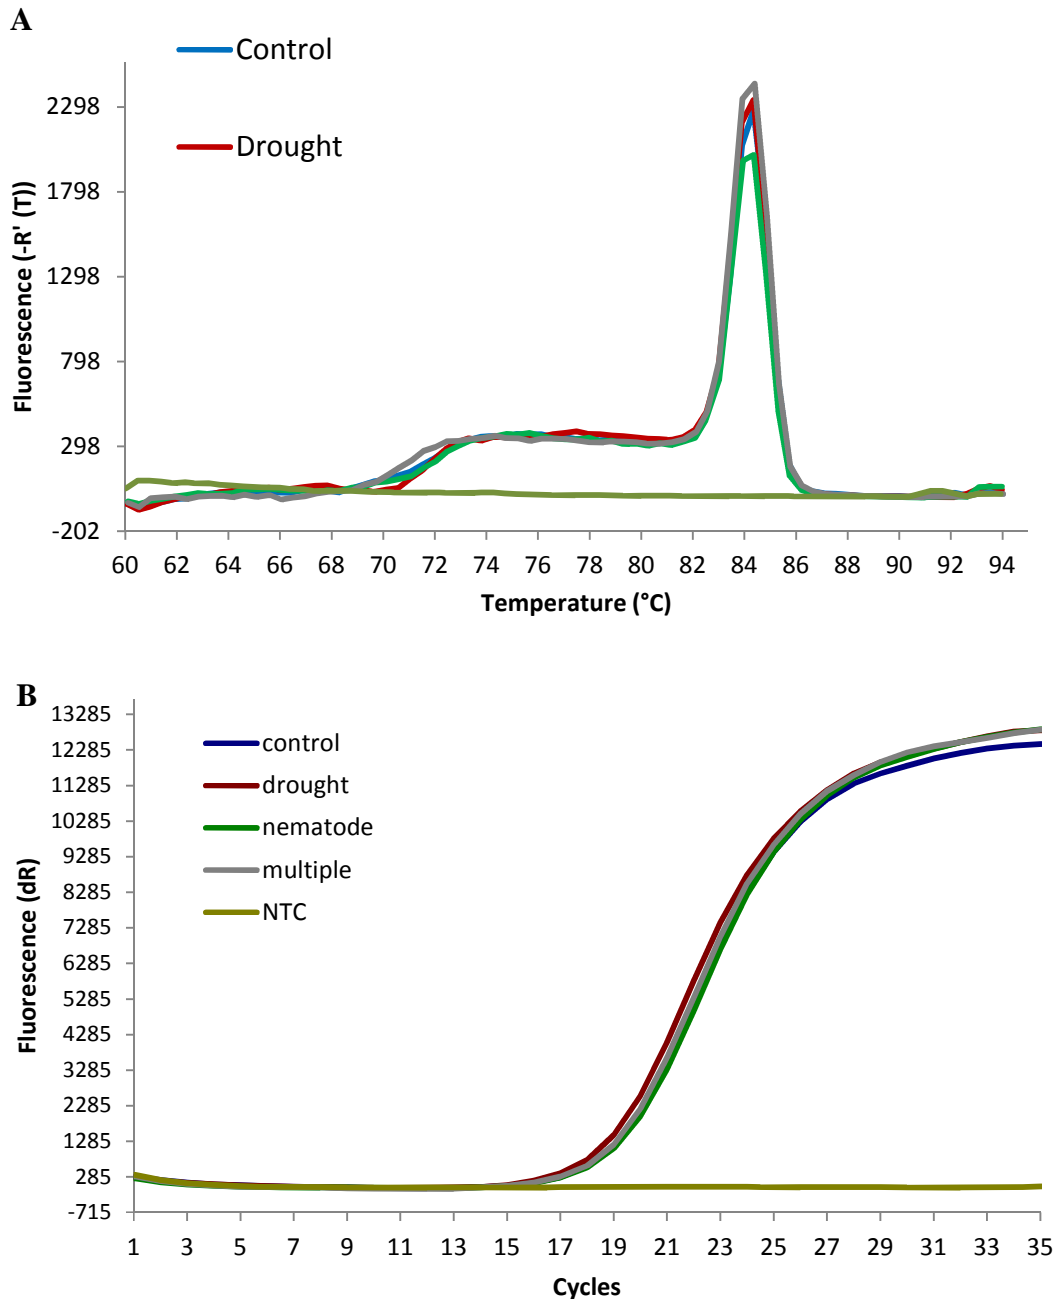 A
Control
Drought
Fluorescence (-R' (T))
2298
1798
1298
798
298
-202
60 62 64 66 68 70 72 74 76 78 80 82 84 86 88 90 92 94
Temperature (°C)
B
control
drought
nematode
multiple
NTC
Fluorescence (dR)
13285
12285
11285
10285
9285
8285
7285
6285
5285
4285
3285
2285
1285
285
-715
1 3 5 7 9 11 13 15 17 19 21 23 25 27 29 31 33 35
Cycles